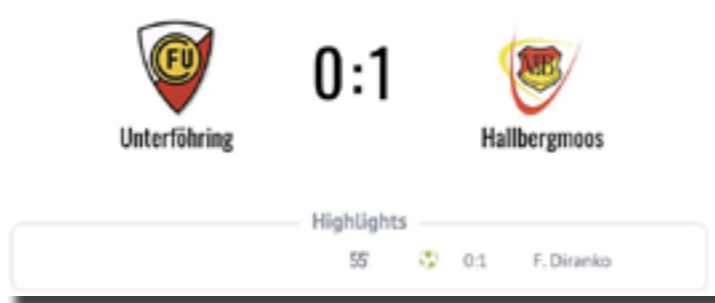 FU
0:1
Unterföhring Hallbergmoos
Highlights
55' 0:1 F. Diranko